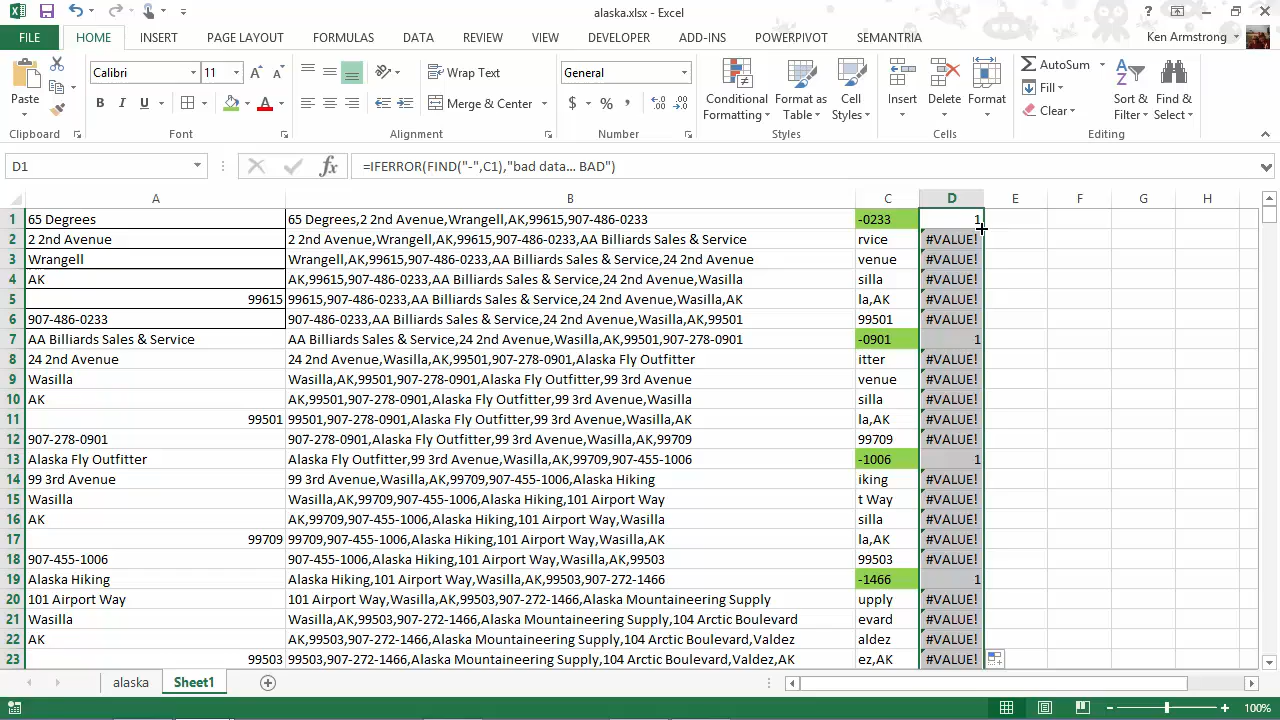 alaska.xlsx - Excel
?
FILE HOME INSERT PAGE LAYOUT FORMULAS DATA REVIEW VIEW DEVELOPER ADD-INS POWERPIVOT SEMANTRIA Ken Armstrong
Paste Calibri 11 Wrap Text General Conditional Formatting Format as Table Cell Styles Insert Delete Format AutoSum Sort & Filter Find & Select
B I U Merge & Center $ % , Fill
Clear
Clipboard Font Alignment Number Styles Cells Editing
D1 fx =IFERROR(FIND("-",C1),"bad data... BAD")
A B C D E F G H
1 65 Degrees 65 Degrees,2 2nd Avenue,Wrangell,AK,99615,907-486-0233 -0233 1
2 2 2nd Avenue 2 2nd Avenue,Wrangell,AK,99615,907-486-0233,AA Billiards Sales & Service rvice #VALUE!
3 Wrangell Wrangell,AK,99615,907-486-0233,AA Billiards Sales & Service,24 2nd Avenue venue #VALUE!
4 AK AK,99615,907-486-0233,AA Billiards Sales & Service,24 2nd Avenue,Wasilla silla #VALUE!
5 99615 99615,907-486-0233,AA Billiards Sales & Service,24 2nd Avenue,Wasilla,AK la,AK #VALUE!
6 907-486-0233 907-486-0233,AA Billiards Sales & Service,24 2nd Avenue,Wasilla,AK,99501 99501 #VALUE!
7 AA Billiards Sales & Service AA Billiards Sales & Service,24 2nd Avenue,Wasilla,AK,99501,907-278-0901 -0901 1
8 24 2nd Avenue 24 2nd Avenue,Wasilla,AK,99501,907-278-0901,Alaska Fly Outfitter itter #VALUE!
9 Wasilla Wasilla,AK,99501,907-278-0901,Alaska Fly Outfitter,99 3rd Avenue venue #VALUE!
10 AK AK,99501,907-278-0901,Alaska Fly Outfitter,99 3rd Avenue,Wasilla silla #VALUE!
11 99501 99501,907-278-0901,Alaska Fly Outfitter,99 3rd Avenue,Wasilla,AK la,AK #VALUE!
12 907-278-0901 907-278-0901,Alaska Fly Outfitter,99 3rd Avenue,Wasilla,AK,99709 99709 #VALUE!
13 Alaska Fly Outfitter Alaska Fly Outfitter,99 3rd Avenue,Wasilla,AK,99709,907-455-1006 -1006 1
14 99 3rd Avenue 99 3rd Avenue,Wasilla,AK,99709,907-455-1006,Alaska Hiking iking #VALUE!
15 Wasilla Wasilla,AK,99709,907-455-1006,Alaska Hiking,101 Airport Way t Way #VALUE!
16 AK AK,99709,907-455-1006,Alaska Hiking,101 Airport Way,Wasilla silla #VALUE!
17 99709 99709,907-455-1006,Alaska Hiking,101 Airport Way,Wasilla,AK la,AK #VALUE!
18 907-455-1006 907-455-1006,Alaska Hiking,101 Airport Way,Wasilla,AK,99503 99503 #VALUE!
19 Alaska Hiking Alaska Hiking,101 Airport Way,Wasilla,AK,99503,907-272-1466 -1466 1
20 101 Airport Way 101 Airport Way,Wasilla,AK,99503,907-272-1466,Alaska Mountaineering Supply upply #VALUE!
21 Wasilla Wasilla,AK,99503,907-272-1466,Alaska Mountaineering Supply,104 Arctic Boulevard evard #VALUE!
22 AK AK,99503,907-272-1466,Alaska Mountaineering Supply,104 Arctic Boulevard,Valdez aldez #VALUE!
23 99503 99503,907-272-1466,Alaska Mountaineering Supply,104 Arctic Boulevard,Valdez,AK ez,AK #VALUE!
alaska Sheet1
100%